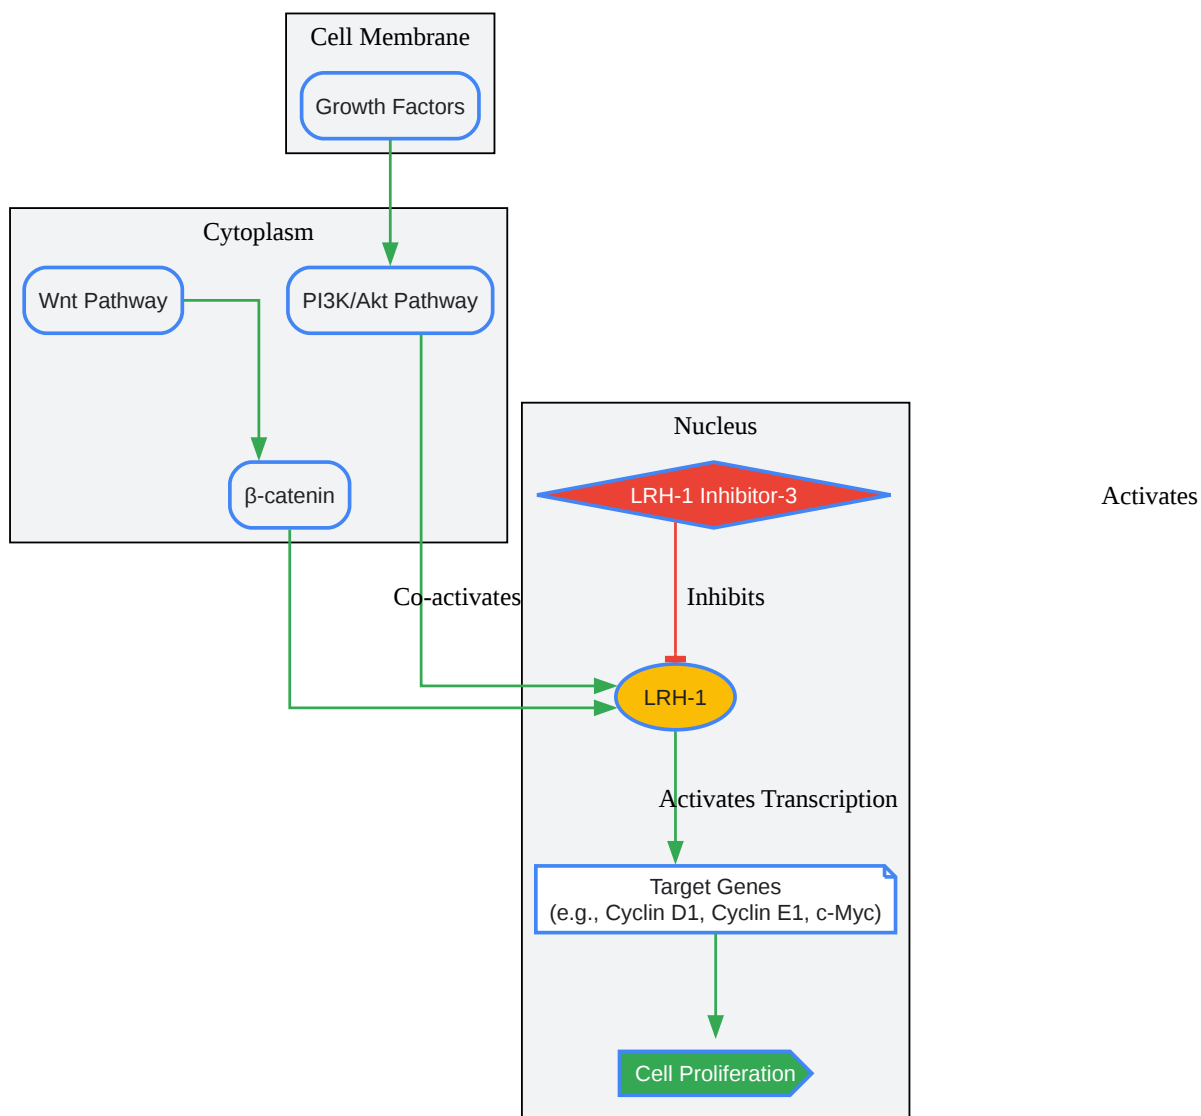 Cell Membrane
Growth Factors
Cytoplasm
Wnt Pathway
PI3K/Akt Pathway
Nucleus
β-catenin
LRH-1 Inhibitor-3
Activates
Co-activates
Inhibits
LRH-1
Activates Transcription
Target Genes
(e.g., Cyclin D1, Cyclin E1, c-Myc)
Cell Proliferation